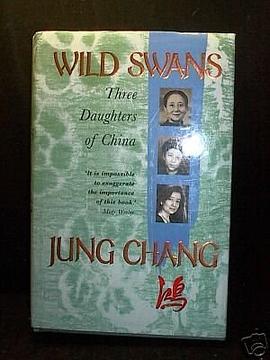 WILD SWANS
Three
Daughters
of China
'It is impossible
to exaggerate
the importance
of this book.'
Mary Wesley
JUNG CHANG
鴻